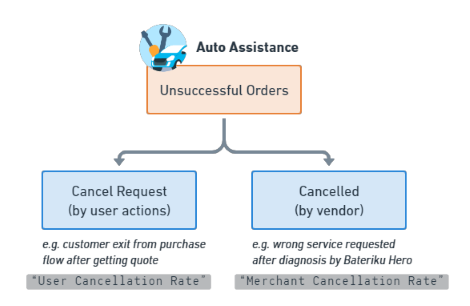 Auto Assistance
Unsuccessful Orders
Cancel Request
(by user actions)
Cancelled
(by vendor)
e.g. customer exit from purchase
flow after getting quote
e.g. wrong service requested
after diagnosis by Bateriku Hero
“User Cancellation Rate”
“Merchant Cancellation Rate”